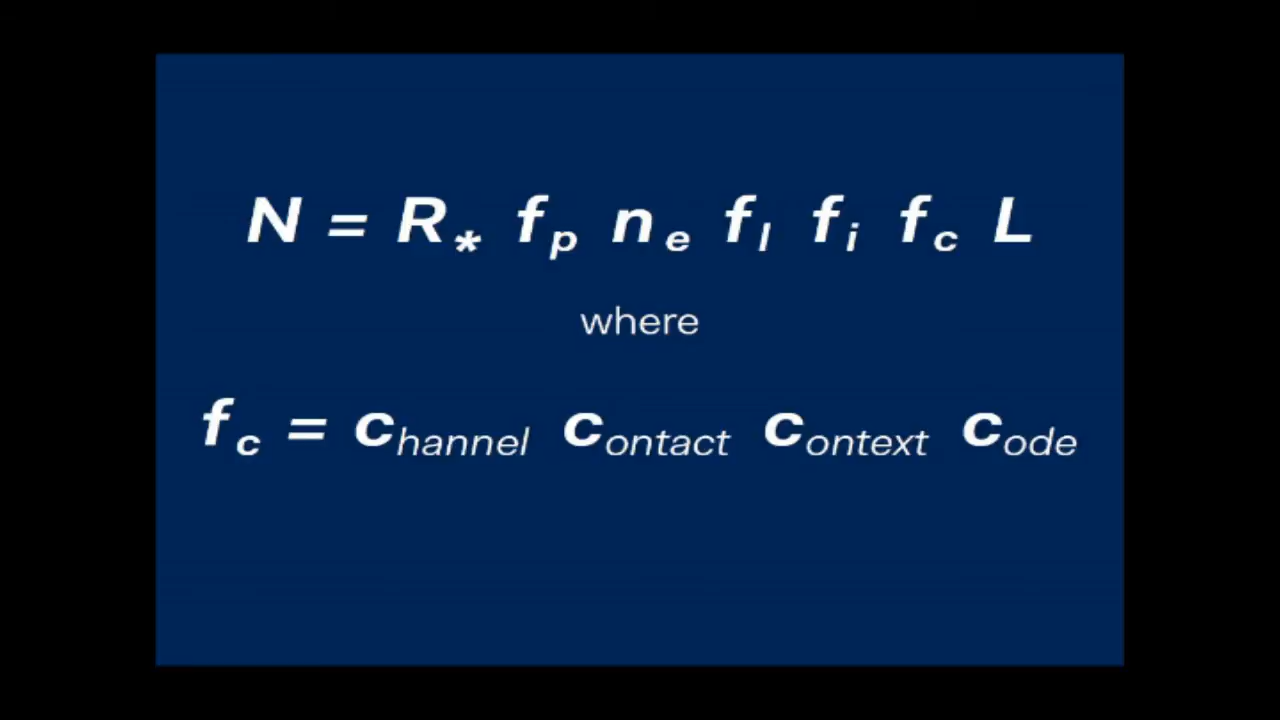 N = R* fp ne fl fi fc L
where
fc = channel contact context code